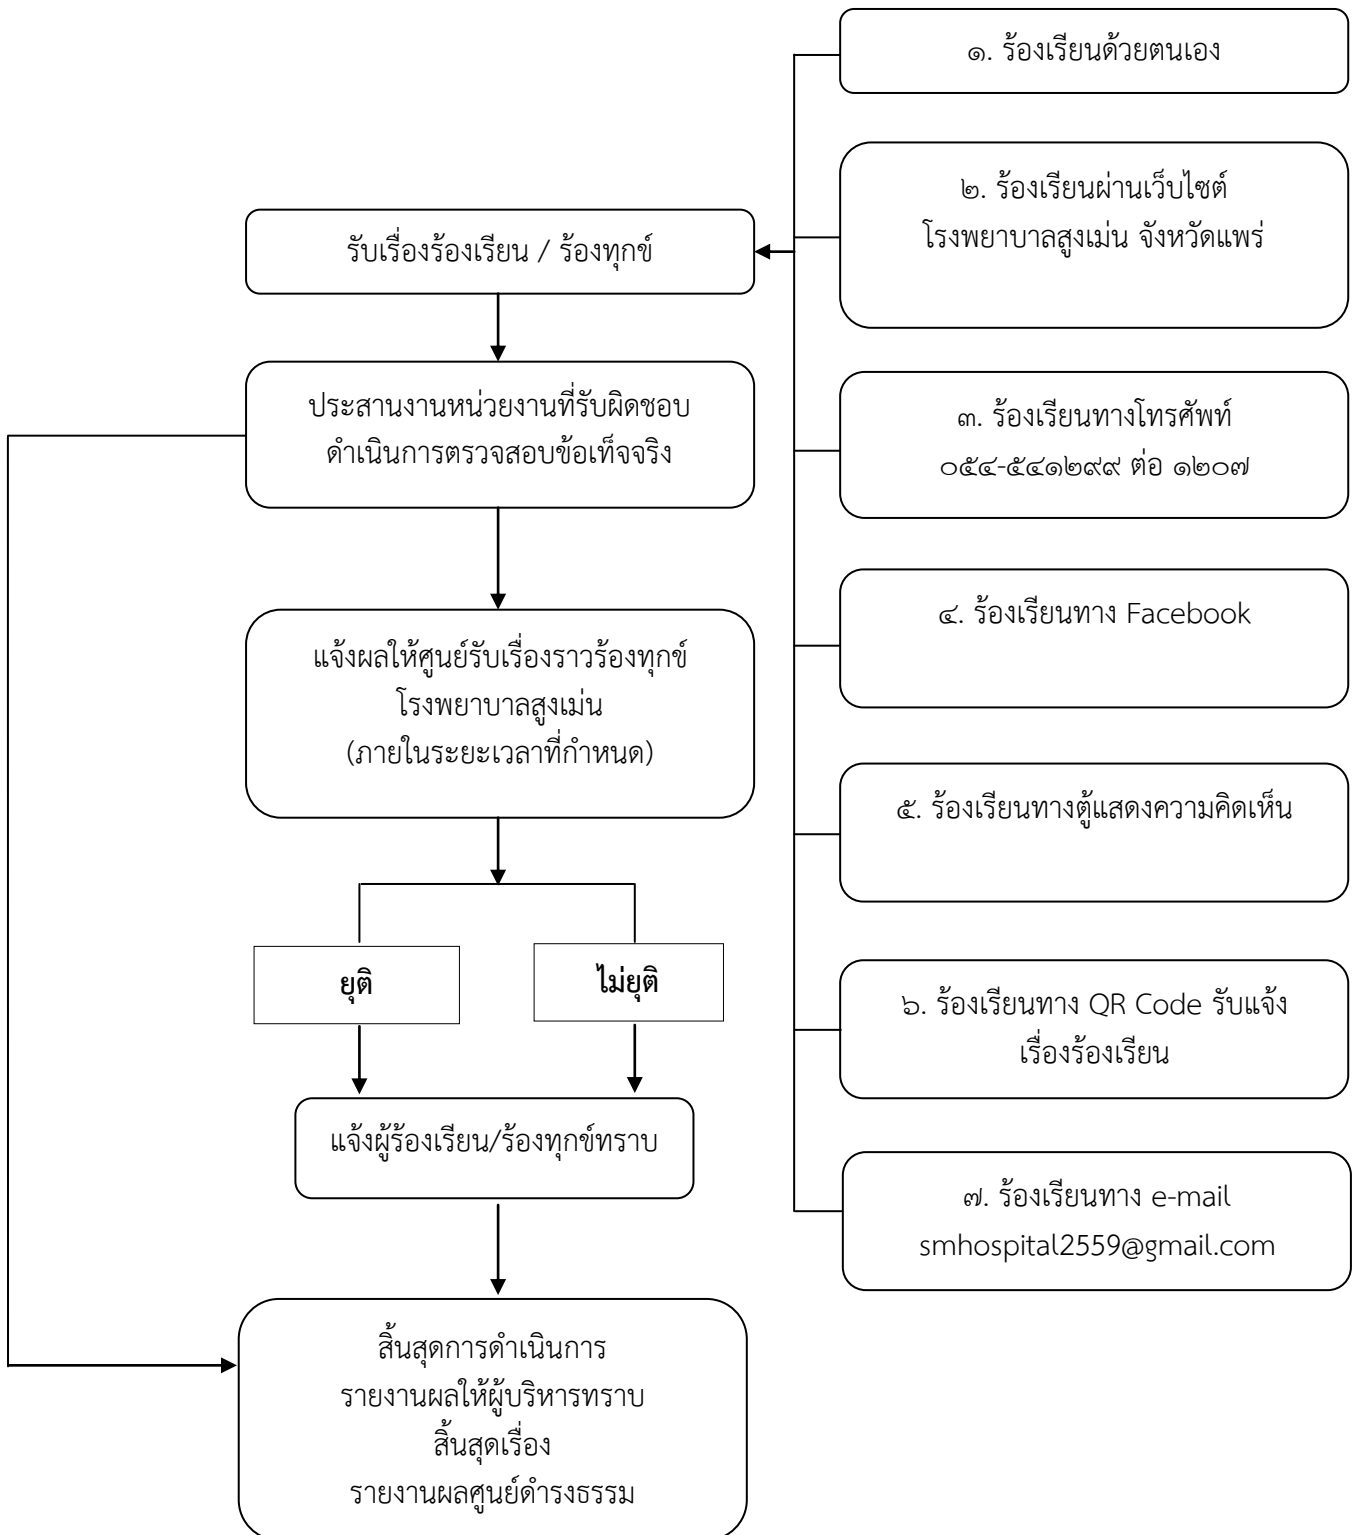 ๑. ร้องเรียนด้วยตนเอง
๒. ร้องเรียนผ่านเว็บไซต์
โรงพยาบาลสูงเม่น จังหวัดแพร่
๓. ร้องเรียนทางโทรศัพท์
๐๕๔-๕๔๑๒๙๙ ต่อ ๑๒๐๗
๔. ร้องเรียนทาง Facebook
๕. ร้องเรียนทางตู้แสดงความคิดเห็น
๖. ร้องเรียนทาง QR Code รับแจ้ง
เรื่องร้องเรียน
๗. ร้องเรียนทาง e-mail
smhospital2559@gmail.com
รับเรื่องร้องเรียน / ร้องทุกข์
ประสานงานหน่วยงานที่รับผิดชอบ
ดำเนินการตรวจสอบข้อเท็จจริง
แจ้งผลให้ศูนย์รับเรื่องราวร้องทุกข์
โรงพยาบาลสูงเม่น
(ภายในระยะเวลาที่กำหนด)
ยุติ
ไม่ยุติ
แจ้งผู้ร้องเรียน/ร้องทุกข์ทราบ
สิ้นสุดการดำเนินการ
รายงานผลให้ผู้บริหารทราบ
สิ้นสุดเรื่อง
รายงานผลศูนย์ดำรงธรรม